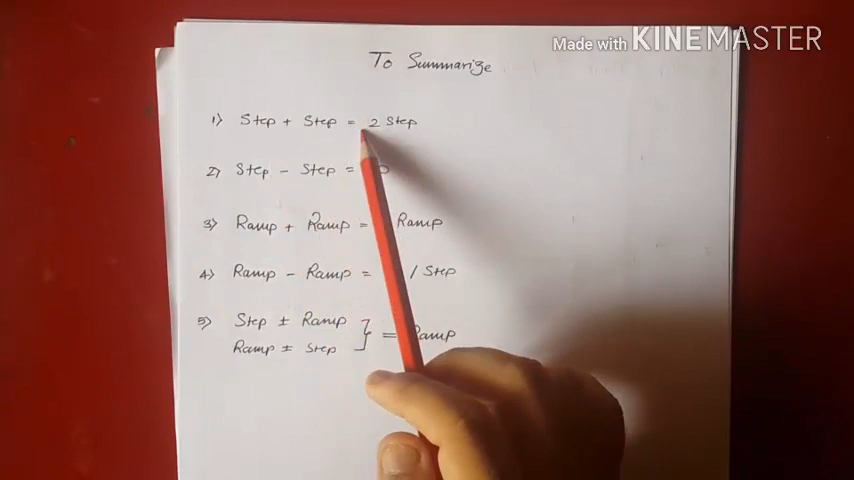 Made with KINEMASTER
To Summarize
1) Step + Step = 2 Step
2) Step - Step =
3) Ramp + Ramp = Ramp
4) Ramp - Ramp = / Step
5) Step ± Ramp
Ramp ± Step } = Ramp